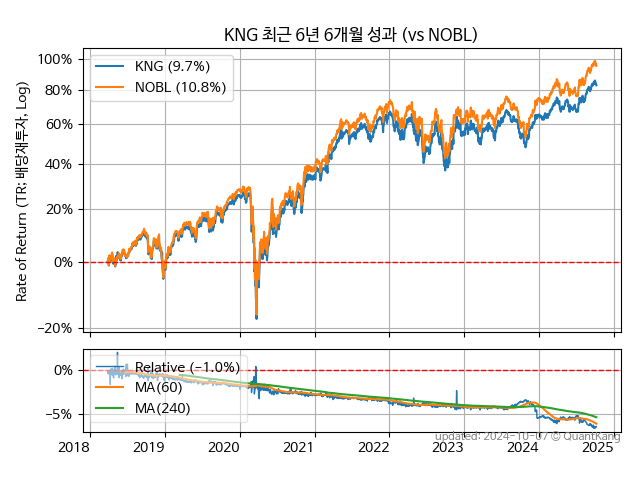 KNG 최근 6년 6개월 성과 (vs NOBL)
Rate of Return (TR; 배당재투자, Log)
100%
80%
60%
40%
20%
0%
−20%
KNG (9.7%)
NOBL (10.8%)
0%
−5%
Relative (−1.0%)
MA(60)
MA(240)
updated: 2024-10-07 © QuantKang
2018 2019 2020 2021 2022 2023 2024 2025